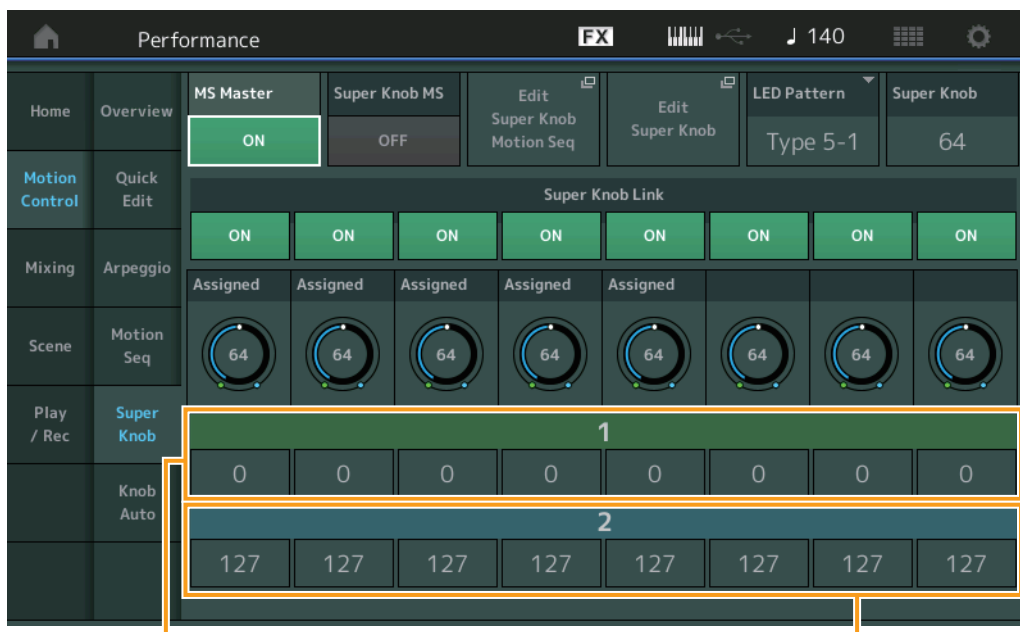 Performance FX 140
Home Overview MS Master Super Knob MS Edit Super Knob Motion Seq Edit Super Knob LED Pattern Super Knob
ON OFF Type 5-1 64
Motion Control Quick Edit Super Knob Link
ON ON ON ON ON ON ON ON
Mixing Arpeggio Assigned Assigned Assigned Assigned Assigned
Scene Motion Seq 64 64 64 64 64 64 64 64
Play / Rec Super Knob 1
0 0 0 0 0 0 0 0
Knob Auto 2
127 127 127 127 127 127 127 127